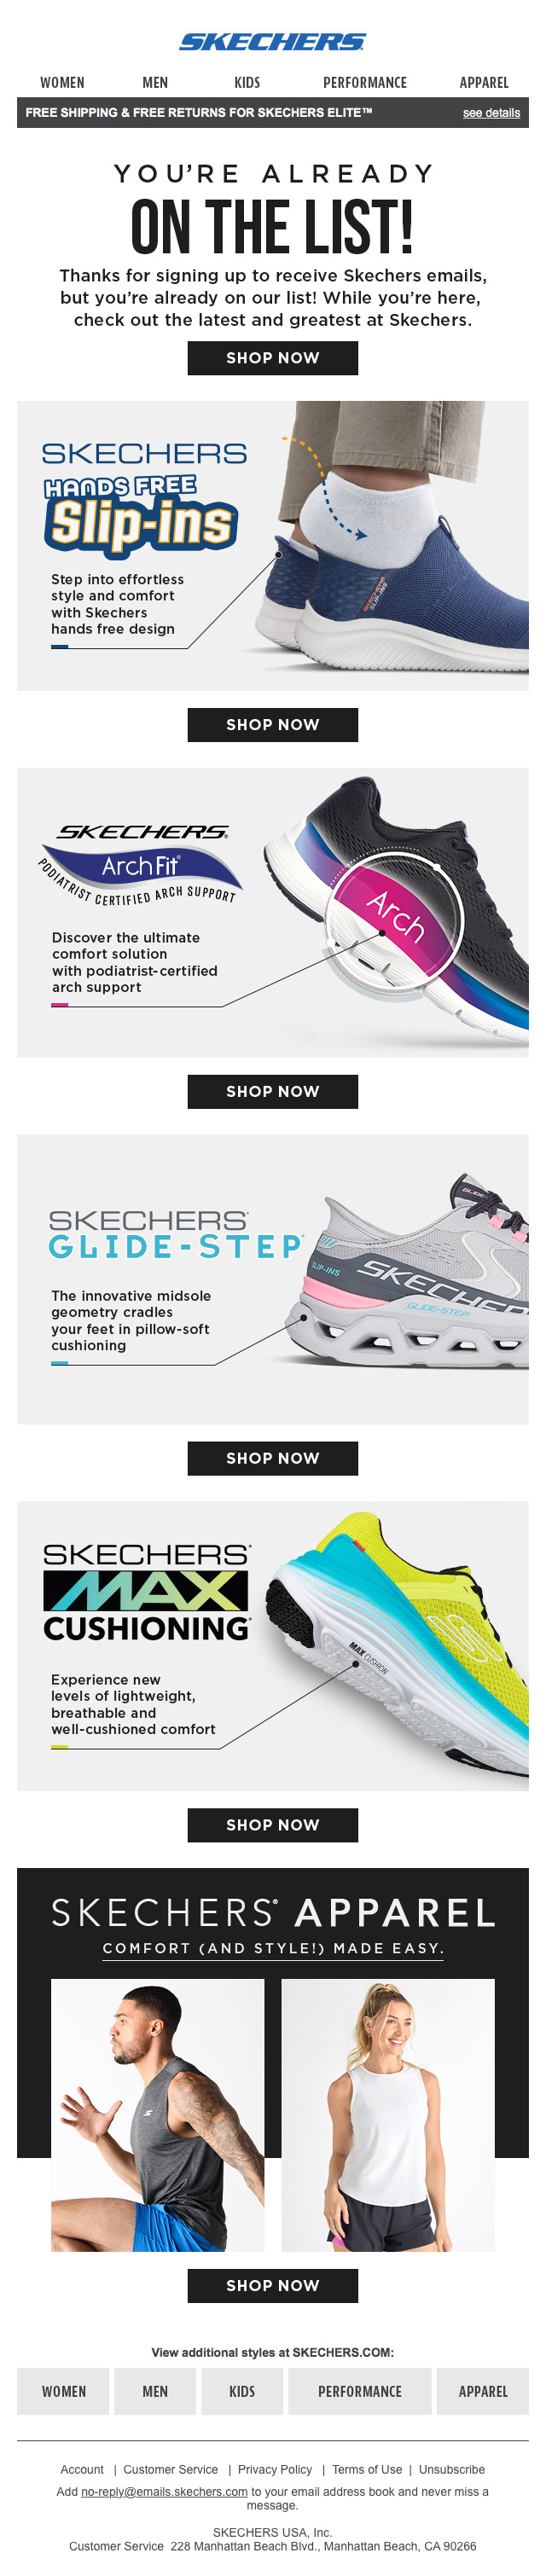 SKECHERS
WOMEN MEN KIDS PERFORMANCE APPAREL
FREE SHIPPING & FREE RETURNS FOR SKECHERS ELITE™ see details
YOU'RE ALREADY
ON THE LIST!
Thanks for signing up to receive Skechers emails,
but you're already on our list! While you're here,
check out the latest and greatest at Skechers.
SHOP NOW
SKECHERS
HANDS FREE
Slip-ins
Step into effortless
style and comfort
with Skechers
hands free design
SKECHERS
SLIP-INS
SHOP NOW
SKECHERS®
Arch Fit®
PODIATRIST CERTIFIED ARCH SUPPORT
Arch
Discover the ultimate
comfort solution
with podiatrist-certified
arch support
SHOP NOW
SKECHERS®
GLIDE-STEP®
GLIDE-
SLIP-INS
SKECHER
GLIDE-STEP
The innovative midsole
geometry cradles
your feet in pillow-soft
cushioning
SHOP NOW
SKECHERS®
MAX
CUSHIONING®
MAX CUSHION
Experience new
levels of lightweight,
breathable and
well-cushioned comfort
SHOP NOW
SKECHERS® APPAREL
COMFORT (AND STYLE!) MADE EASY.
SHOP NOW
View additional styles at SKECHERS.COM:
WOMEN MEN KIDS PERFORMANCE APPAREL
Account | Customer Service | Privacy Policy | Terms of Use | Unsubscribe
Add no-reply@emails.skechers.com to your email address book and never miss a
message.
SKECHERS USA, Inc.
Customer Service 228 Manhattan Beach Blvd., Manhattan Beach, CA 90266